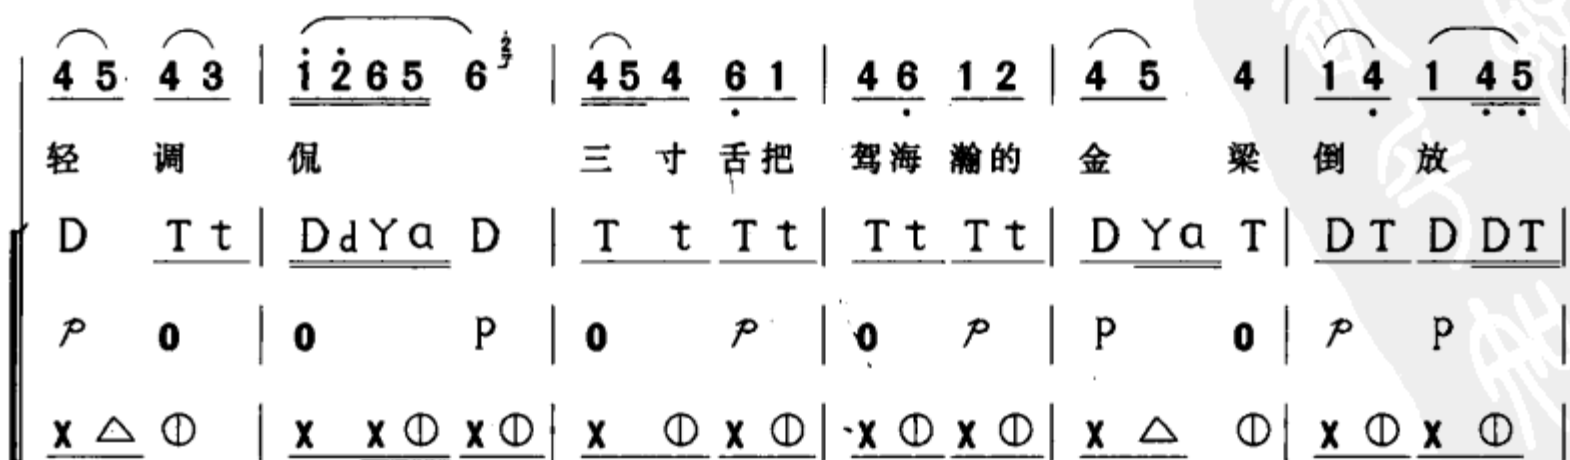 4 5 4 3 | i 2 6 5 6 | 4 5 4 6 1 | 4 6 1 2 | 4 5 4 | 1 4 1 4 5 |
轻 调 侃 三 寸 舌 把 驾 海 瀚 的 金 梁 倒 放
D T t | D d Y a D | T t T t | T t T t | D Y a T | D T D D T |
p 0 | 0 p | 0 p | 0 p | p 0 | p p |
X △ ⦶ | X X ⦶ X ⦶ | X ⦶ X ⦶ | X ⦶ X ⦶ | X △ ⦶ | X ⦶ X ⦶ |